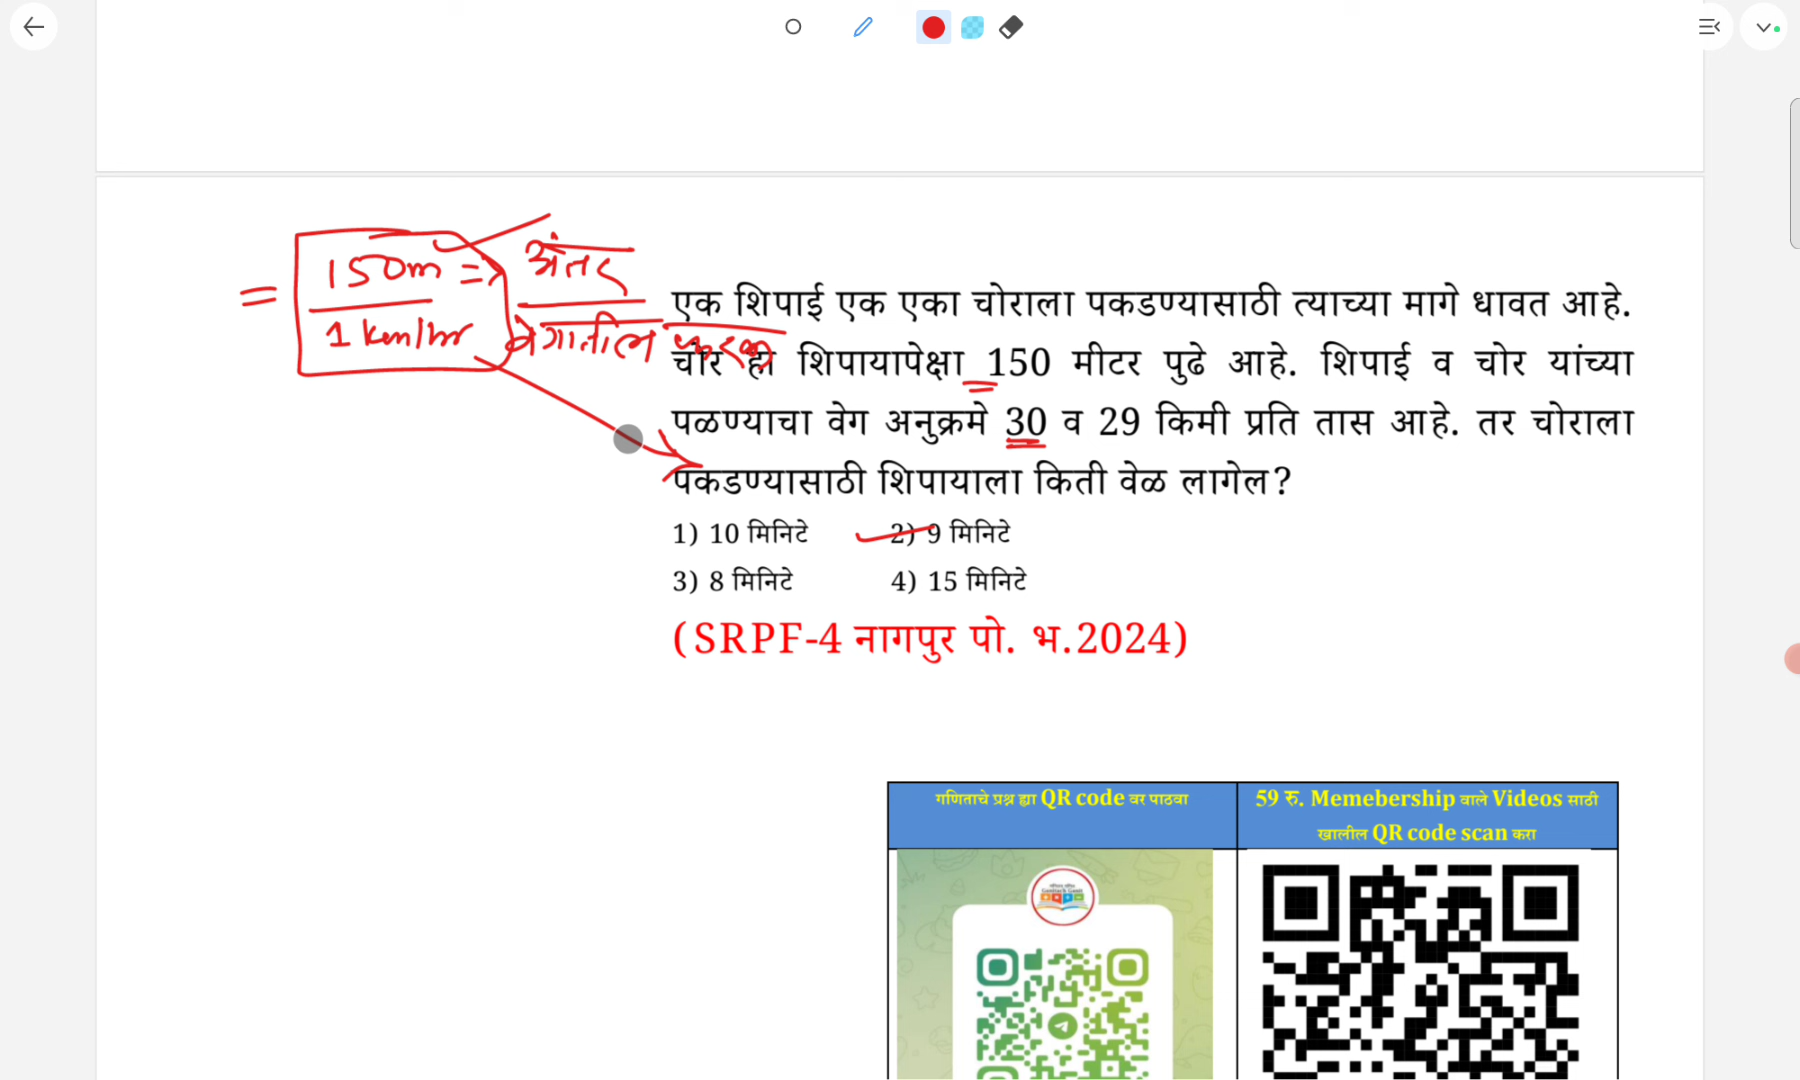 = 150m => अंतर
1 km/hr वेगातील फरक
एक शिपाई एक एका चोराला पकडण्यासाठी त्याच्या मागे धावत आहे.
चोर हा शिपायापेक्षा 150 मीटर पुढे आहे. शिपाई व चोर यांच्या
पळण्याचा वेग अनुक्रमे 30 व 29 किमी प्रति तास आहे. तर चोराला
पकडण्यासाठी शिपायाला किती वेळ लागेल?
1) 10 मिनिटे 2) 9 मिनिटे
3) 8 मिनिटे 4) 15 मिनिटे
(SRPF-4 नागपुर पो. भ.2024)
गणिताचे प्रश्न ह्या QR code वर पाठवा
59 रु. Memebership वाले Videos साठी
खालील QR code scan करा